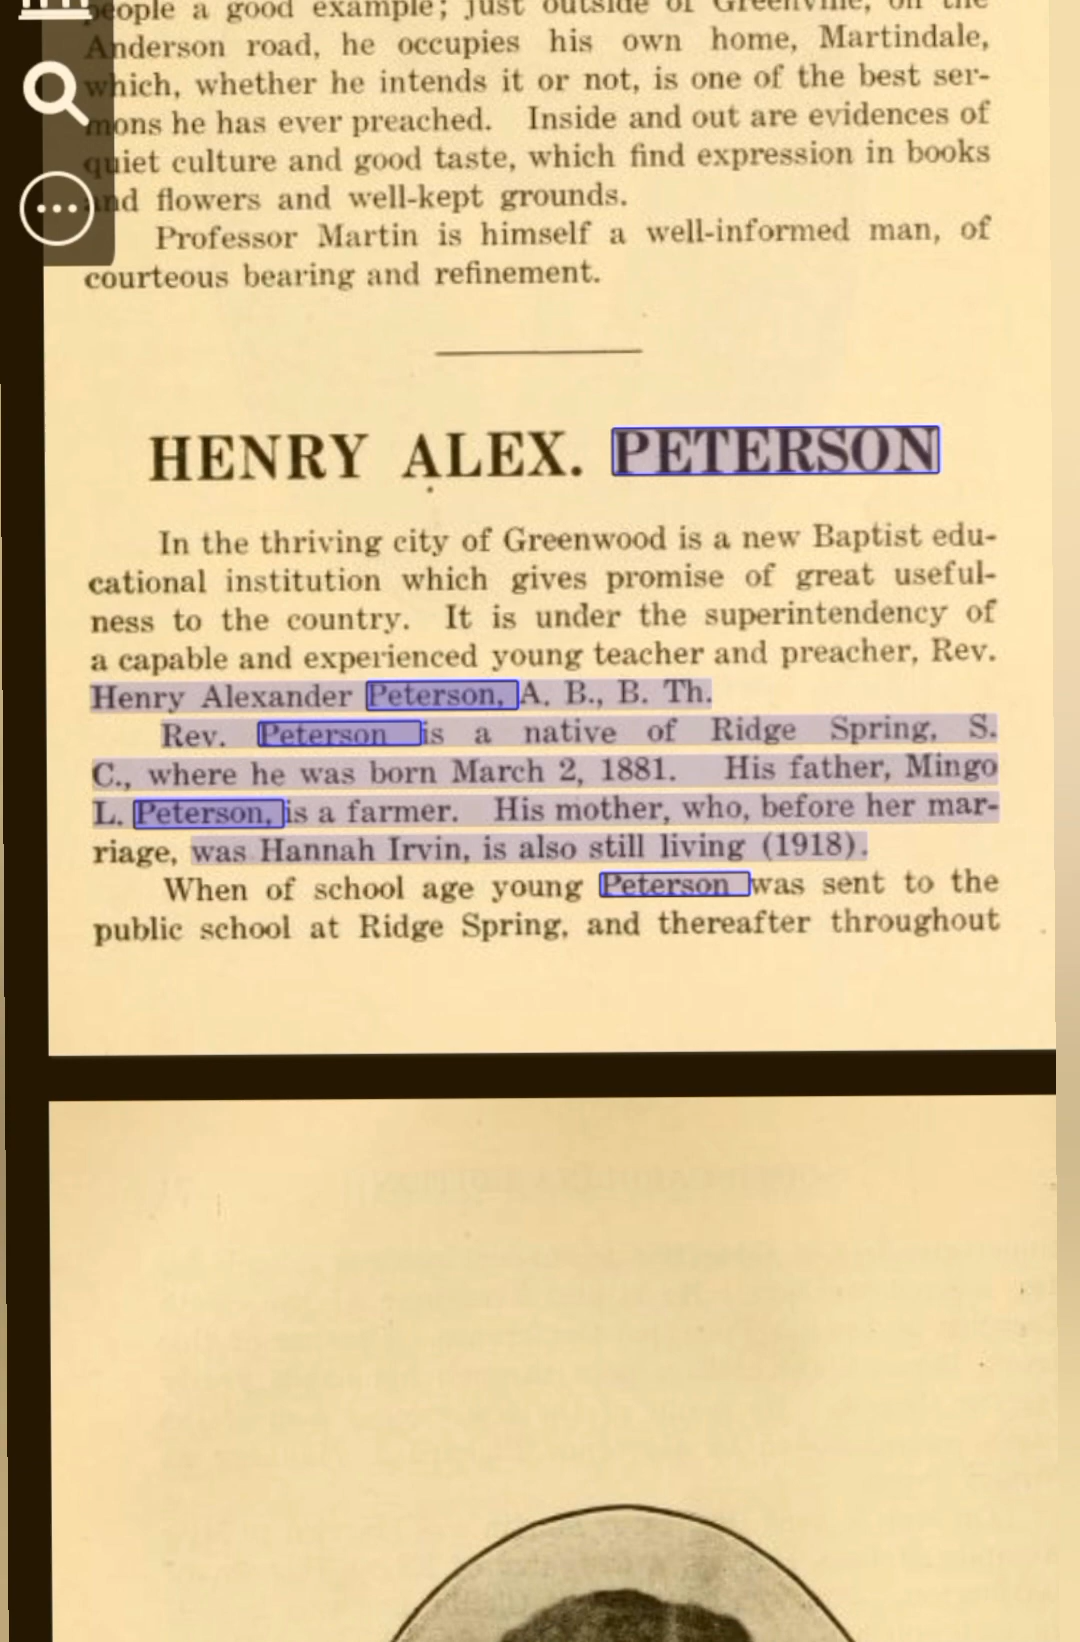 people a good example; just outside of Greenville, on the
Anderson road, he occupies his own home, Martindale,
which, whether he intends it or not, is one of the best ser-
mons he has ever preached. Inside and out are evidences of
quiet culture and good taste, which find expression in books
and flowers and well-kept grounds.
Professor Martin is himself a well-informed man, of
courteous bearing and refinement.
HENRY ALEX. PETERSON
In the thriving city of Greenwood is a new Baptist edu-
cational institution which gives promise of great useful-
ness to the country. It is under the superintendency of
a capable and experienced young teacher and preacher, Rev.
Henry Alexander Peterson, A. B., B. Th.
Rev. Peterson is a native of Ridge Spring, S.
C., where he was born March 2, 1881. His father, Mingo
L. Peterson, is a farmer. His mother, who, before her mar-
riage, was Hannah Irvin, is also still living (1918).
When of school age young Peterson was sent to the
public school at Ridge Spring, and thereafter throughout